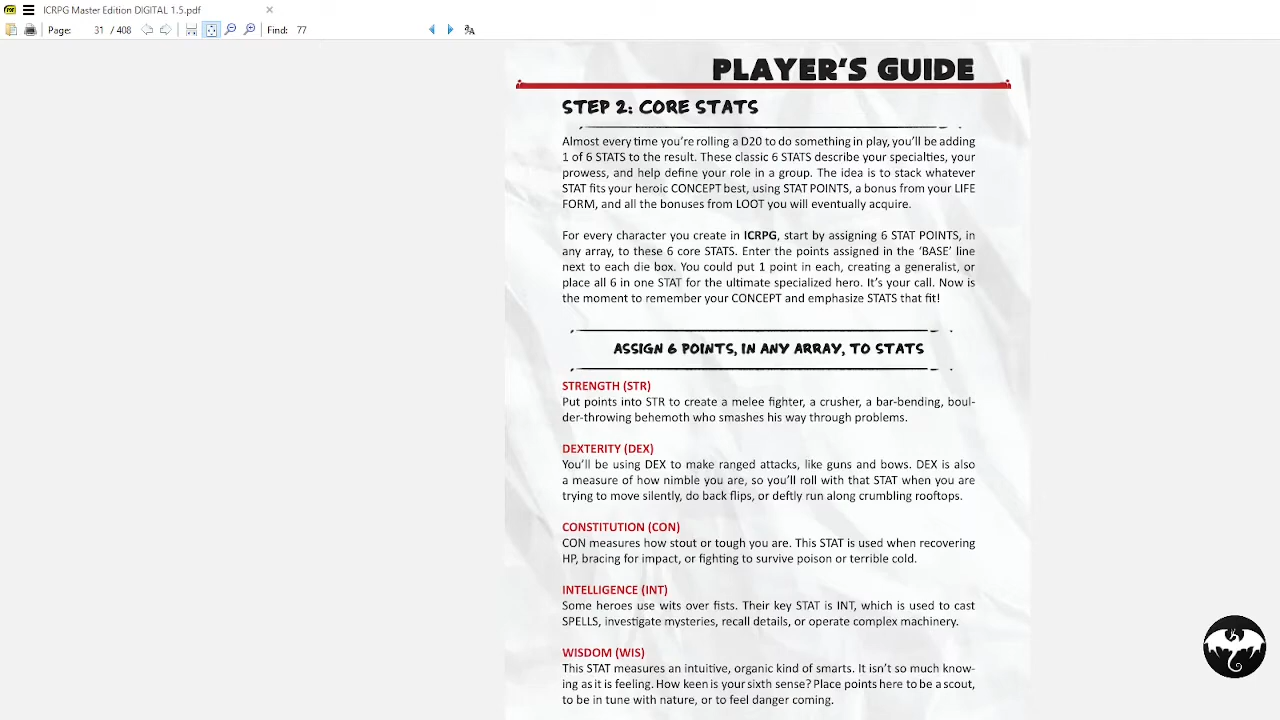 ICRPG Master Edition DIGITAL 1.5.pdf
Page: 31 / 408 Find: 77
PLAYER'S GUIDE
STEP 2: CORE STATS
Almost every time you're rolling a D20 to do something in play, you'll be adding
1 of 6 STATS to the result. These classic 6 STATS describe your specialties, your
prowess, and help define your role in a group. The idea is to stack whatever
STAT fits your heroic CONCEPT best, using STAT POINTS, a bonus from your LIFE
FORM, and all the bonuses from LOOT you will eventually acquire.
For every character you create in ICRPG, start by assigning 6 STAT POINTS, in
any array, to these 6 core STATS. Enter the points assigned in the 'BASE' line
next to each die box. You could put 1 point in each, creating a generalist, or
place all 6 in one STAT for the ultimate specialized hero. It's your call. Now is
the moment to remember your CONCEPT and emphasize STATS that fit!
ASSIGN 6 POINTS, IN ANY ARRAY, TO STATS
STRENGTH (STR)
Put points into STR to create a melee fighter, a crusher, a bar-bending, boul-
der-throwing behemoth who smashes his way through problems.
DEXTERITY (DEX)
You'll be using DEX to make ranged attacks, like guns and bows. DEX is also
a measure of how nimble you are, so you'll roll with that STAT when you are
trying to move silently, do back flips, or deftly run along crumbling rooftops.
CONSTITUTION (CON)
CON measures how stout or tough you are. This STAT is used when recovering
HP, bracing for impact, or fighting to survive poison or terrible cold.
INTELLIGENCE (INT)
Some heroes use wits over fists. Their key STAT is INT, which is used to cast
SPELLS, investigate mysteries, recall details, or operate complex machinery.
WISDOM (WIS)
This STAT measures an intuitive, organic kind of smarts. It isn't so much know-
ing as it is feeling. How keen is your sixth sense? Place points here to be a scout,
to be in tune with nature, or to feel danger coming.